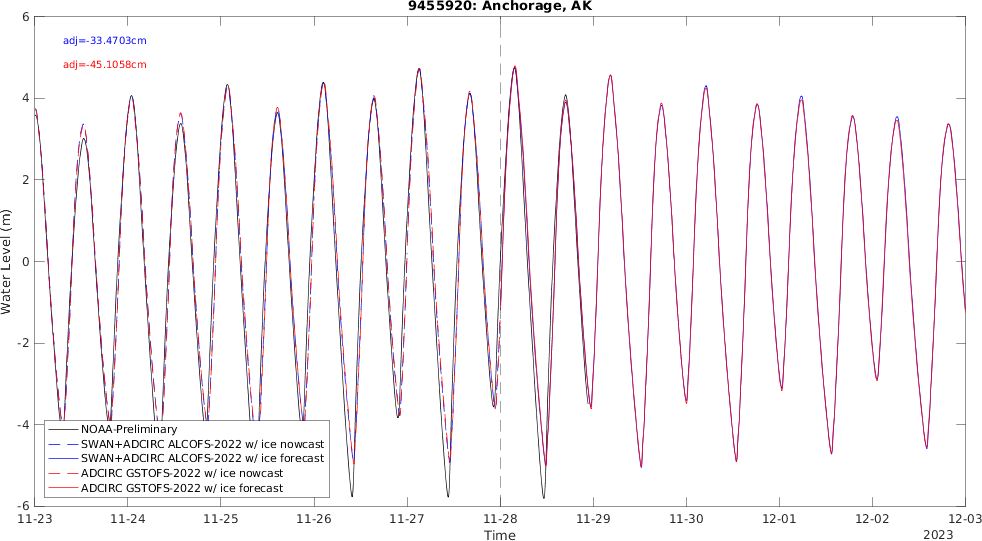 9455920: Anchorage, AK
adj=-33.4703cm
adj=-45.1058cm
Water Level (m)
6
4
2
0
-2
-4
-6
NOAA-Preliminary
SWAN+ADCIRC ALCOFS-2022 w/ ice nowcast
SWAN+ADCIRC ALCOFS-2022 w/ ice forecast
ADCIRC GSTOFS-2022 w/ ice nowcast
ADCIRC GSTOFS-2022 w/ ice forecast
11-23 11-24 11-25 11-26 11-27 11-28 11-29 11-30 12-01 12-02 12-03
Time
2023